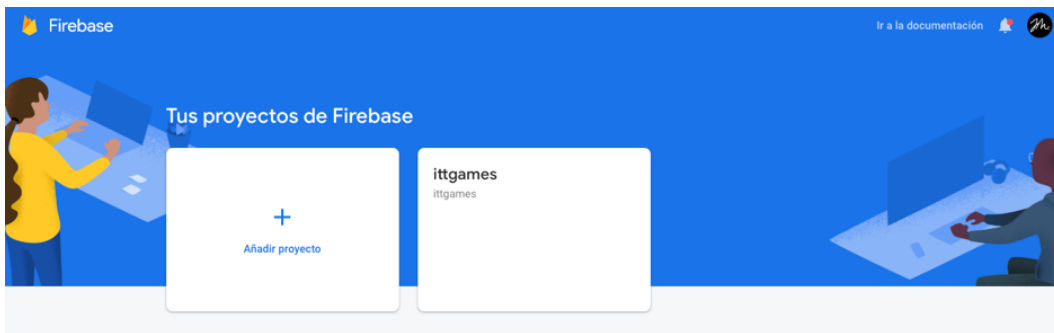 Firebase
Ir a la documentación
Tus proyectos de Firebase
ittgames
ittgames
Añadir proyecto